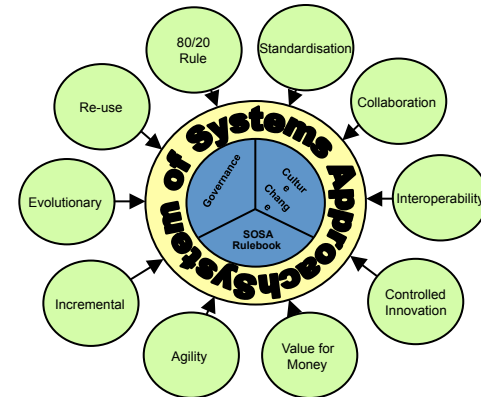 80/20
Rule
Standardisation
Re-use
Collaboration
System of Systems Approach
Governance
Cultur
e
Chang
e
SOSA
Rulebook
Evolutionary
Interoperability
Incremental
Controlled
Innovation
Agility
Value for
Money